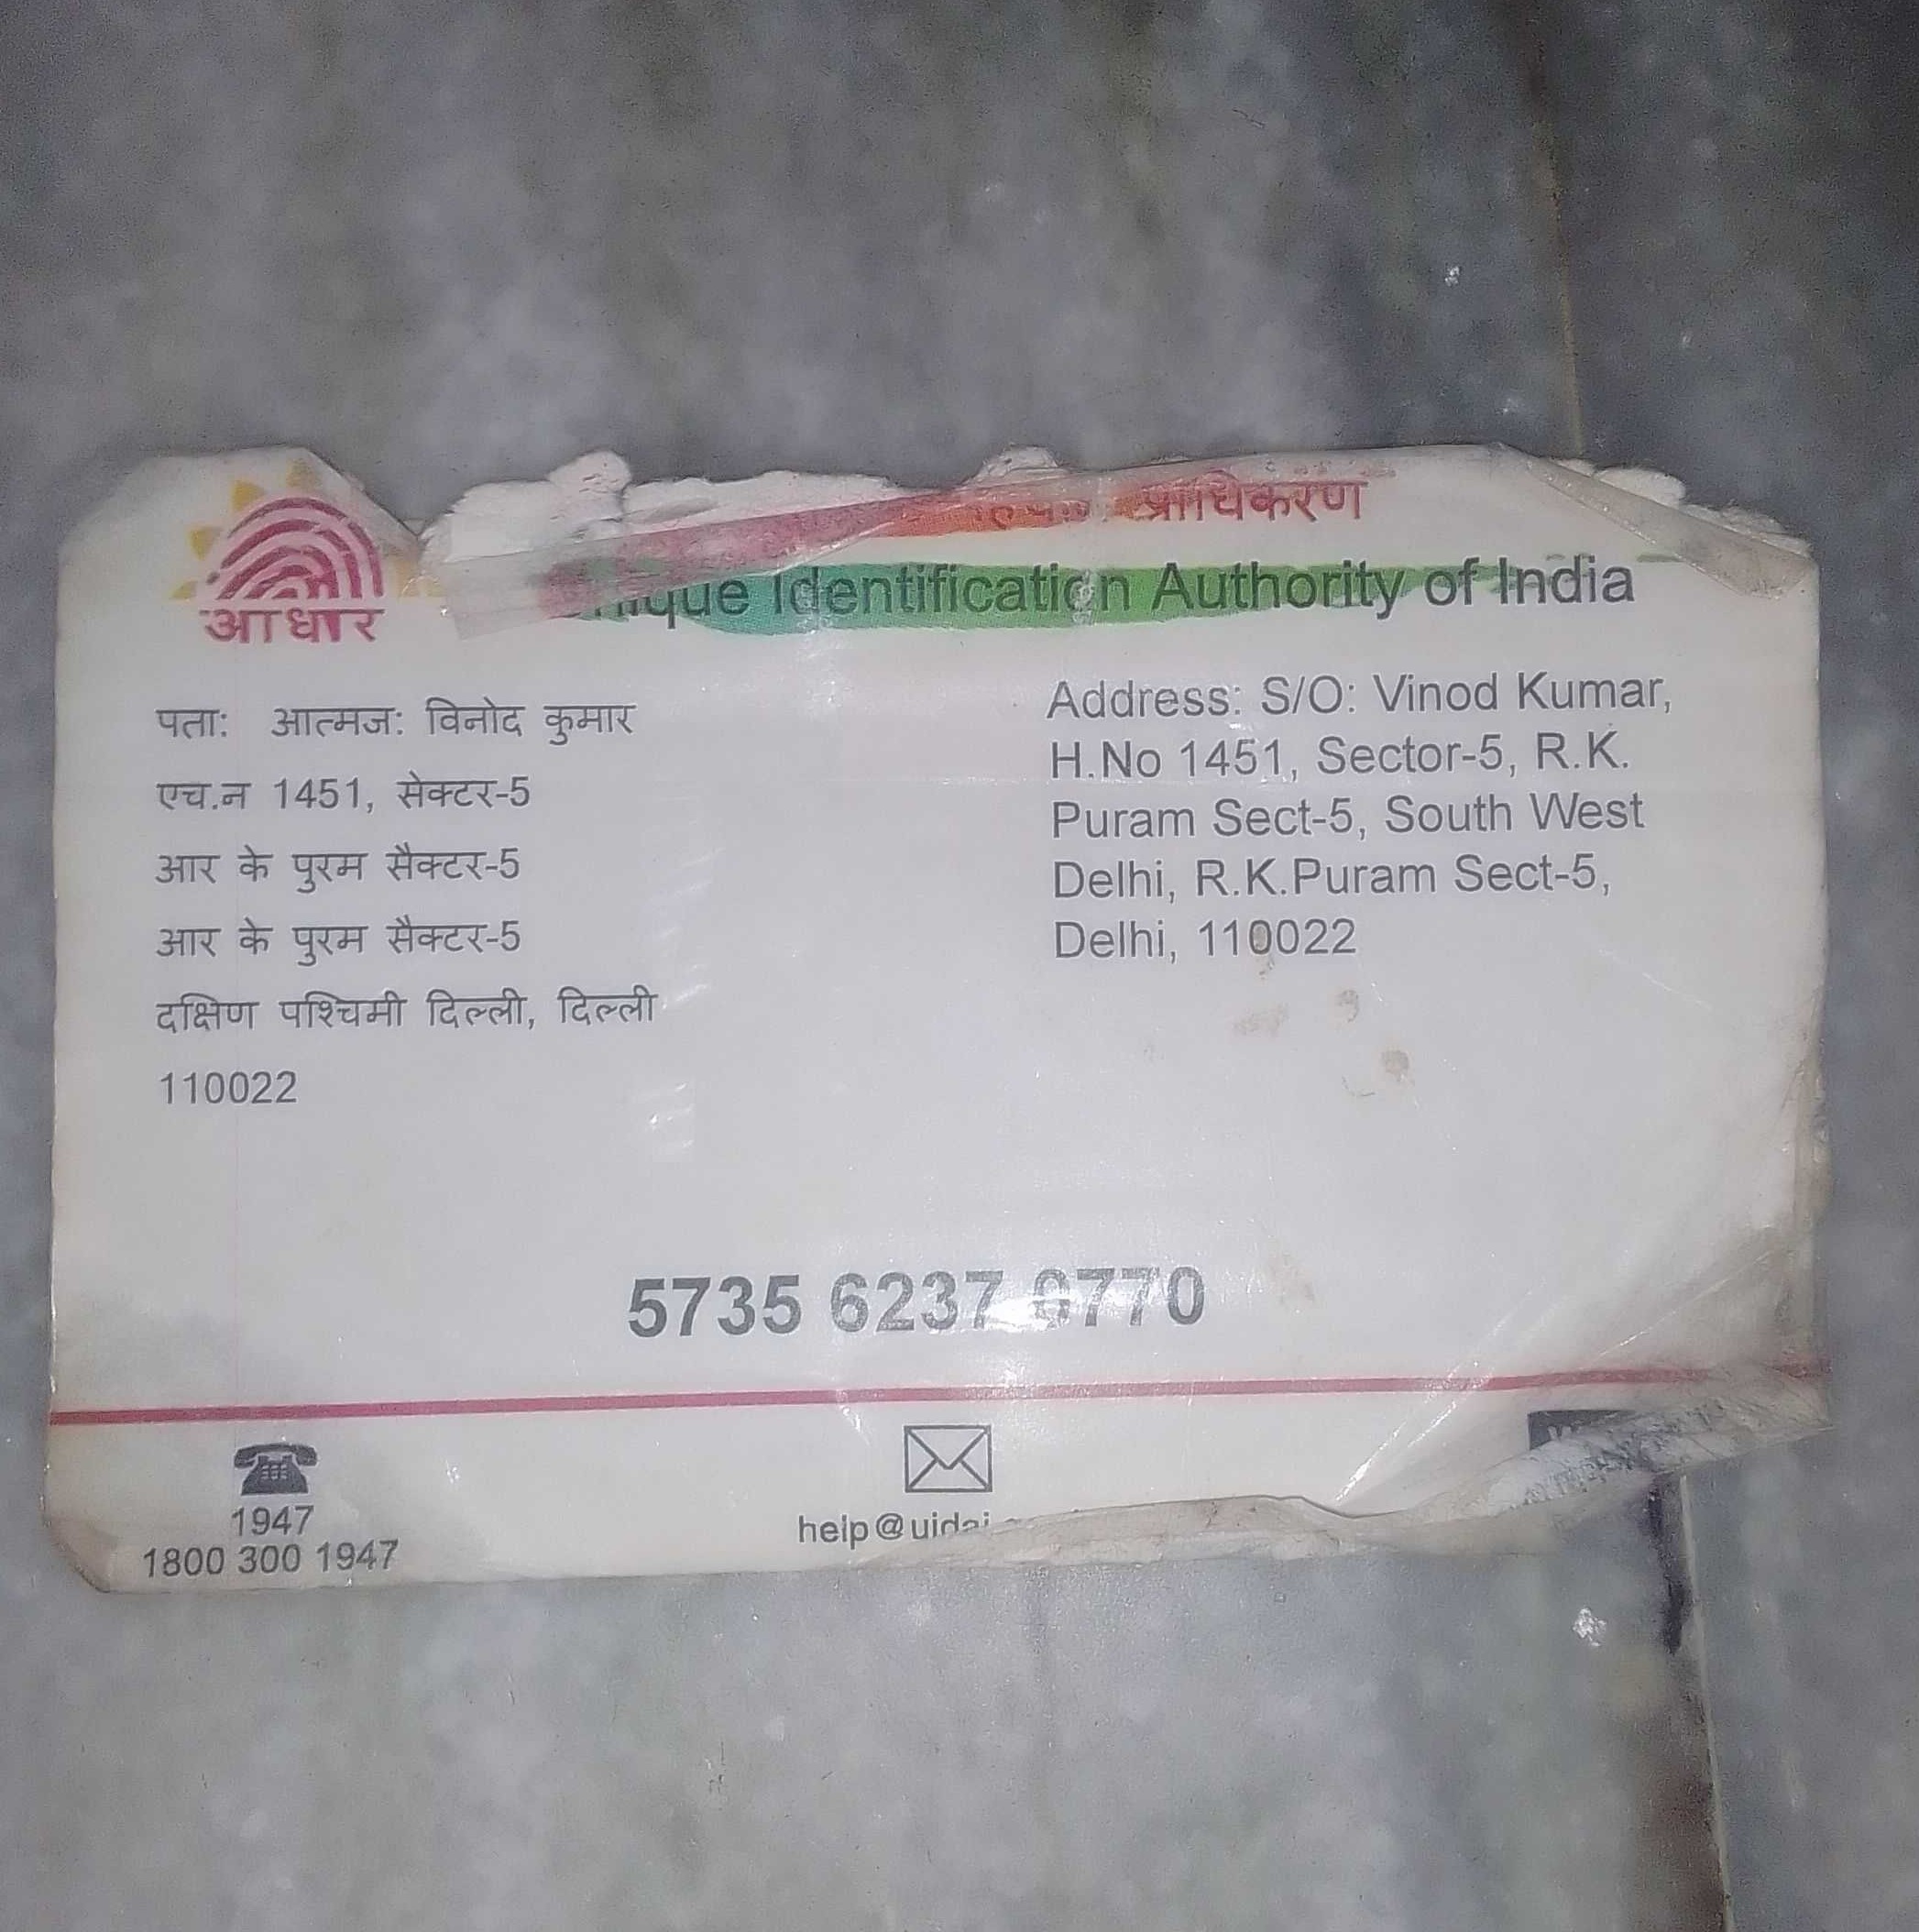 प्राधिकरण
आधार
Unique Identification Authority of India
पता: आत्मज: विनोद कुमार
एच.न 1451, सेक्टर-5
आर के पुरम सैक्टर-5
आर के पुरम सैक्टर-5
दक्षिण पश्चिमी दिल्ली, दिल्ली
110022
Address: S/O: Vinod Kumar,
H.No 1451, Sector-5, R.K.
Puram Sect-5, South West
Delhi, R.K.Puram Sect-5,
Delhi, 110022
5735 6237
1947
1800 300 1947
help@uidai